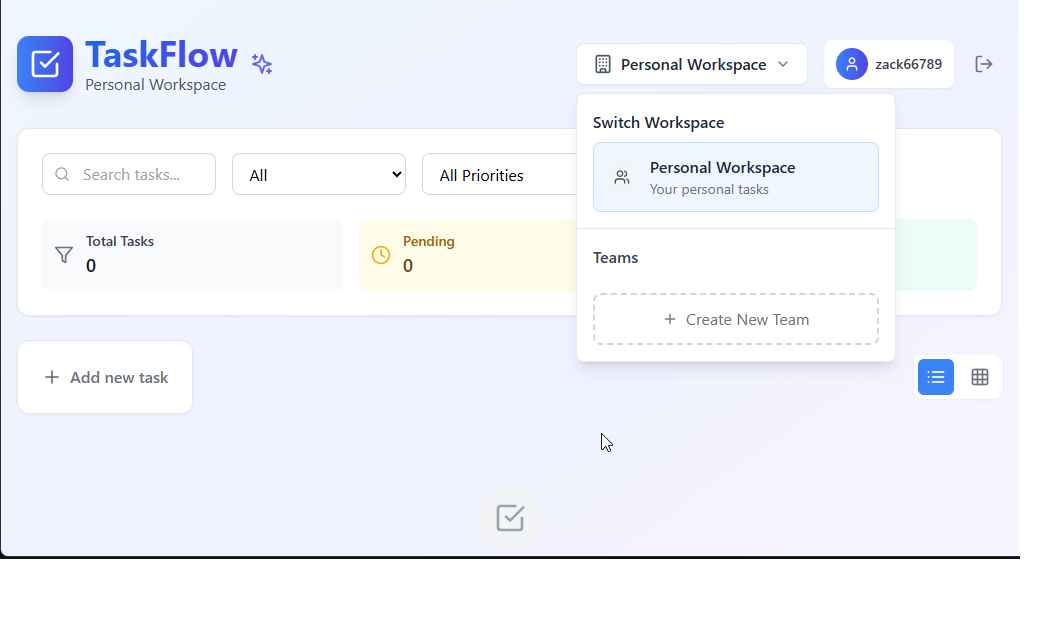 TaskFlow
Personal Workspace
Personal Workspace
zack66789
Switch Workspace
Personal Workspace
Your personal tasks
Teams
+ Create New Team
Search tasks...
All
All Priorities
Total Tasks
0
Pending
0
+ Add new task